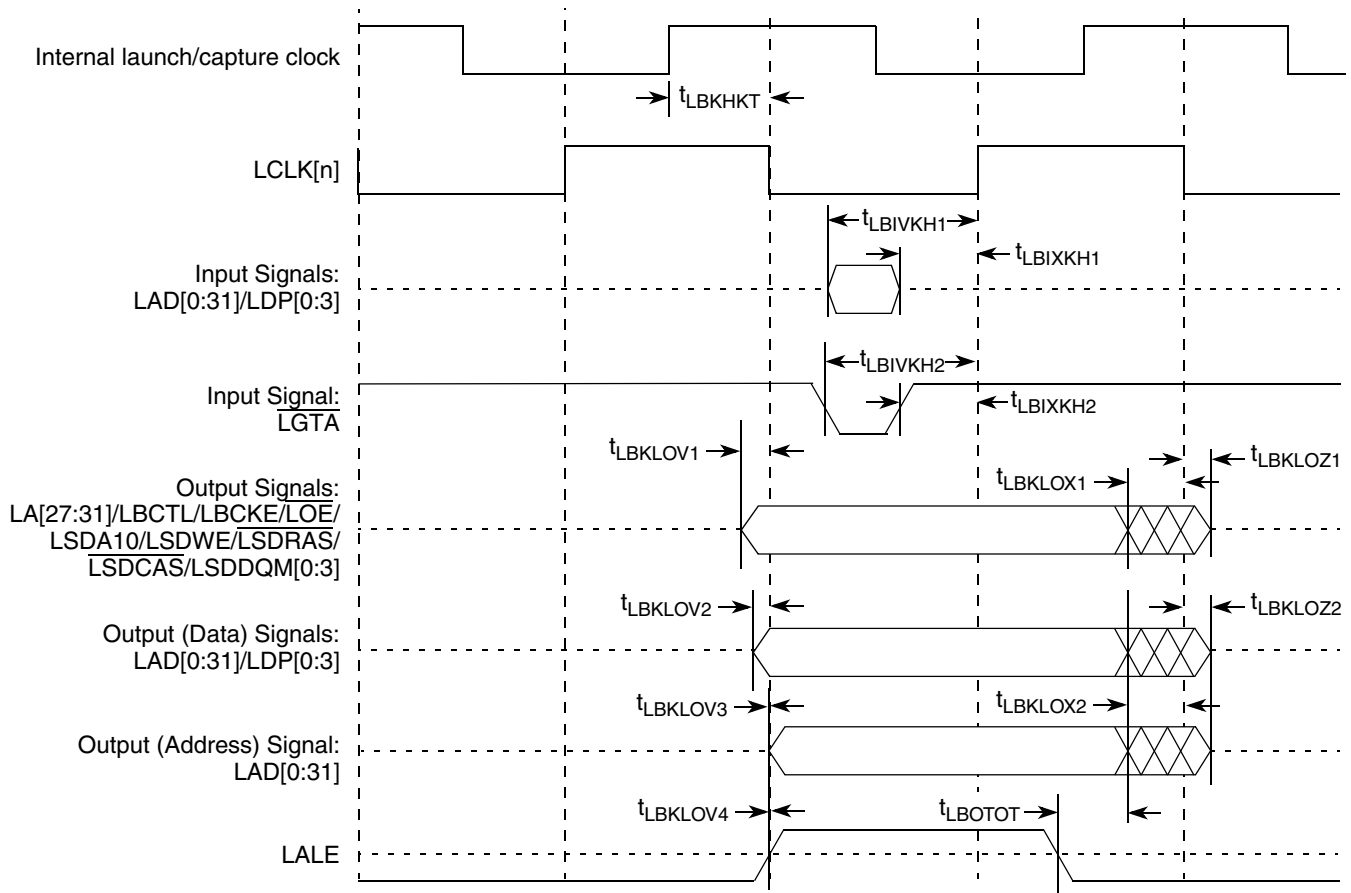 Internal launch/capture clock
tLBKHKT
LCLK[n]
tLBIVKH1
tLBIXKH1
Input Signals:
LAD[0:31]/LDP[0:3]
tLBIVKH2
Input Signal:
LGTA
tLBIXKH2
tLBKLOV1
tLBKLOZ1
tLBKLOX1
Output Signals:
LA[27:31]/LBCTL/LBCKE/LOE/
LSDA10/LSDWE/LSDRAS/
LSDCAS/LSDDQM[0:3]
tLBKLOV2
tLBKLOZ2
Output (Data) Signals:
LAD[0:31]/LDP[0:3]
tLBKLOV3
tLBKLOX2
Output (Address) Signal:
LAD[0:31]
tLBKLOV4
tLBOTOT
LALE